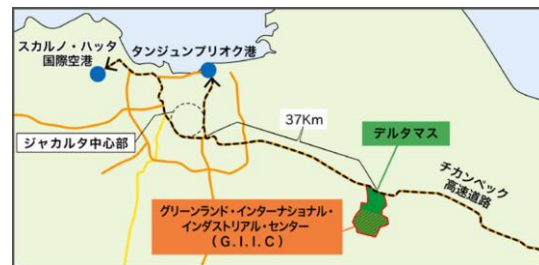 スカルノ・ハッタ
国際空港
タンジュンプリオク港
ジャカルタ中心部
37Km
デルタマス
チカンペック
高速道路
グリーンランド・インターナショナル・
インダストリアル・センター
(G.I.I.C)